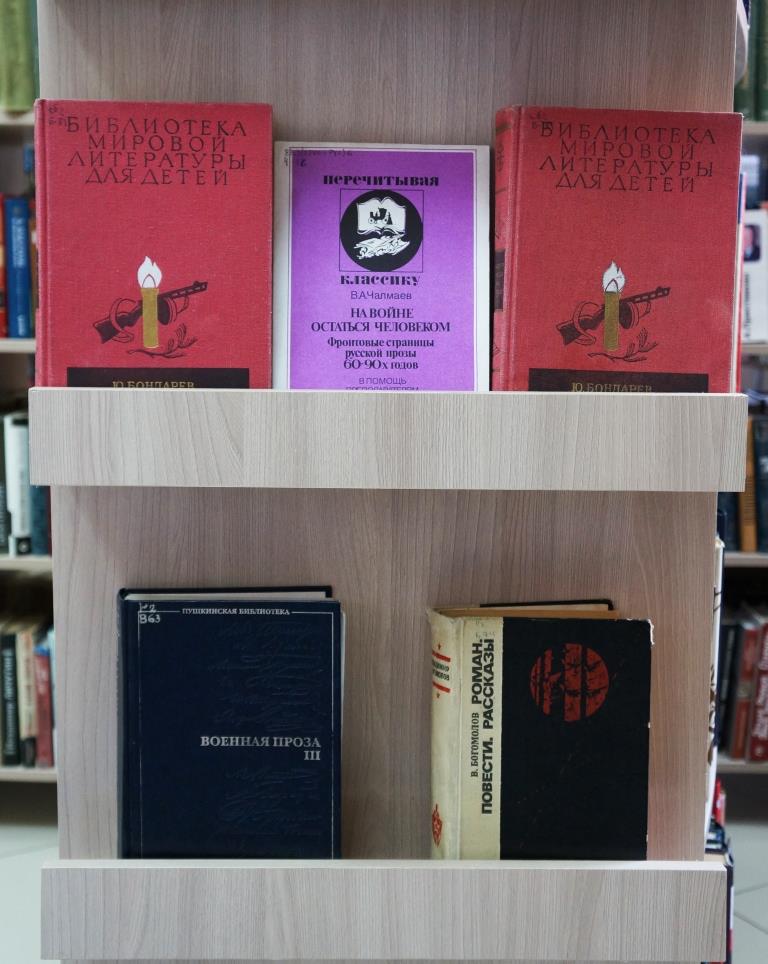 БИБЛИОТЕКА
МИРОВОЙ
ЛИТЕРАТУРЫ
ДЛЯ ДЕТЕЙ
Ю. БОНДАРЕВ
перечитывая
классику
В.А.Чалмаев
НА ВОЙНЕ
ОСТАТЬСЯ ЧЕЛОВЕКОМ
Фронтовые страницы
русской прозы
60-90х годов
В ПОМОЩЬ
БИБЛИОТЕКА
МИРОВОЙ
ЛИТЕРАТУРЫ
ДЛЯ ДЕТЕЙ
Ю. БОНДАРЕВ
ПУШКИНСКАЯ БИБЛИОТЕКА
В63
ВОЕННАЯ ПРОЗА
III
В. БОГОМОЛОВ
РОМАН.
ПОВЕСТИ. РАССКАЗЫ